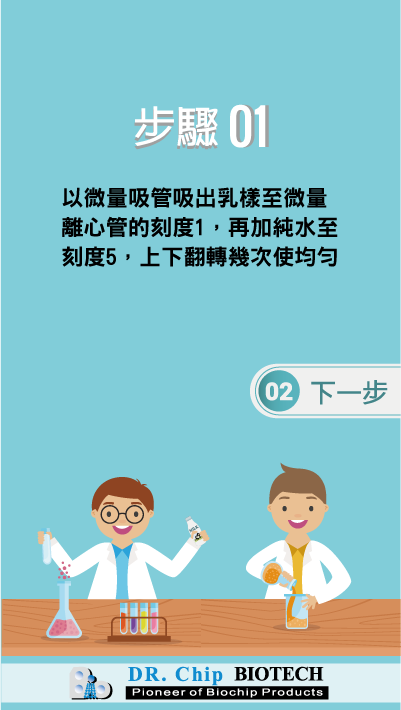 步驟 01
以微量吸管吸出乳樣至微量
離心管的刻度1，再加純水至
刻度5，上下翻轉幾次使均勻
02 下一步
DR. Chip BIOTECH
Pioneer of Biochip Products